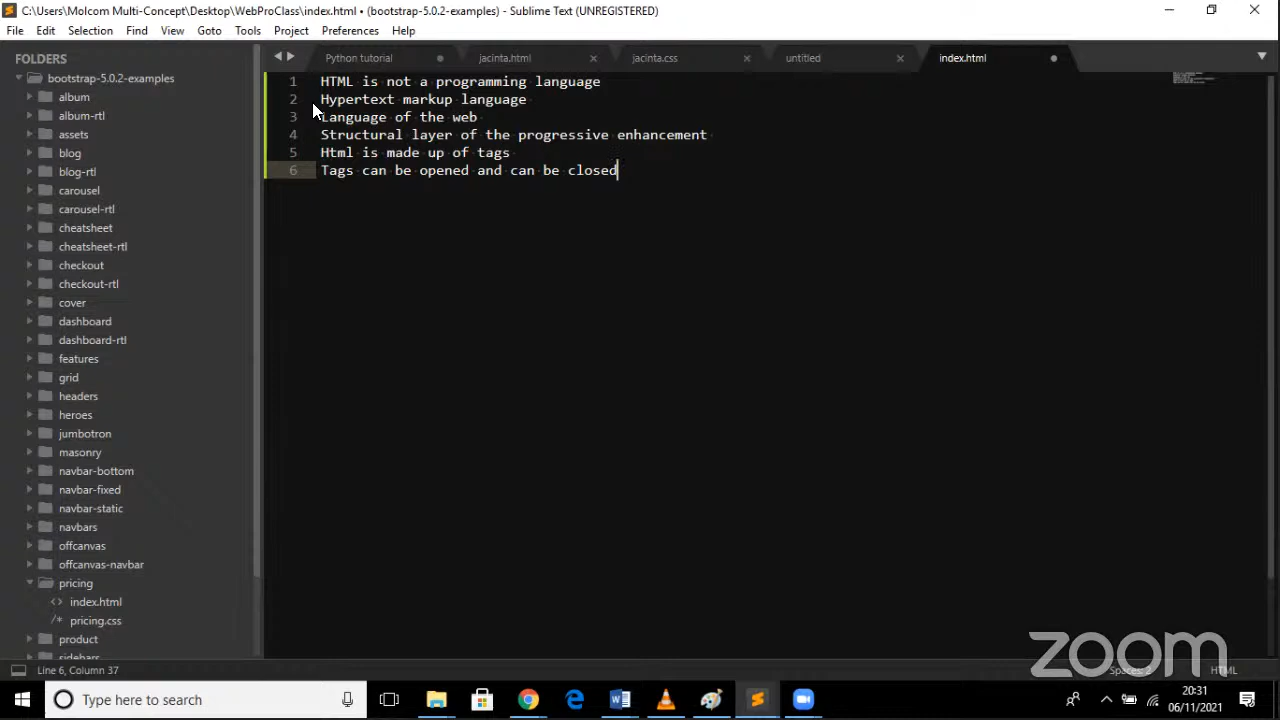 C:\Users\Molcom Multi-Concept\Desktop\WebProClass\index.html • (bootstrap-5.0.2-examples) - Sublime Text (UNREGISTERED)
File Edit Selection Find View Goto Tools Project Preferences Help
FOLDERS
bootstrap-5.0.2-examples
album
album-rtl
assets
blog
blog-rtl
carousel
carousel-rtl
cheatsheet
cheatsheet-rtl
checkout
checkout-rtl
cover
dashboard
dashboard-rtl
features
grid
headers
heroes
jumbotron
masonry
navbar-bottom
navbar-fixed
navbar-static
navbars
offcanvas
offcanvas-navbar
pricing
<> index.html
/* pricing.css
product
sidebars
Python tutorial jacinta.html jacinta.css untitled index.html
1 HTML is not a programming language
2 Hypertext markup language
3 Language of the web
4 Structural layer of the progressive enhancement
5 Html is made up of tags
6 Tags can be opened and can be closed
zoom
Line 6, Column 37 Spaces: 2 HTML
Type here to search
20:31
06/11/2021